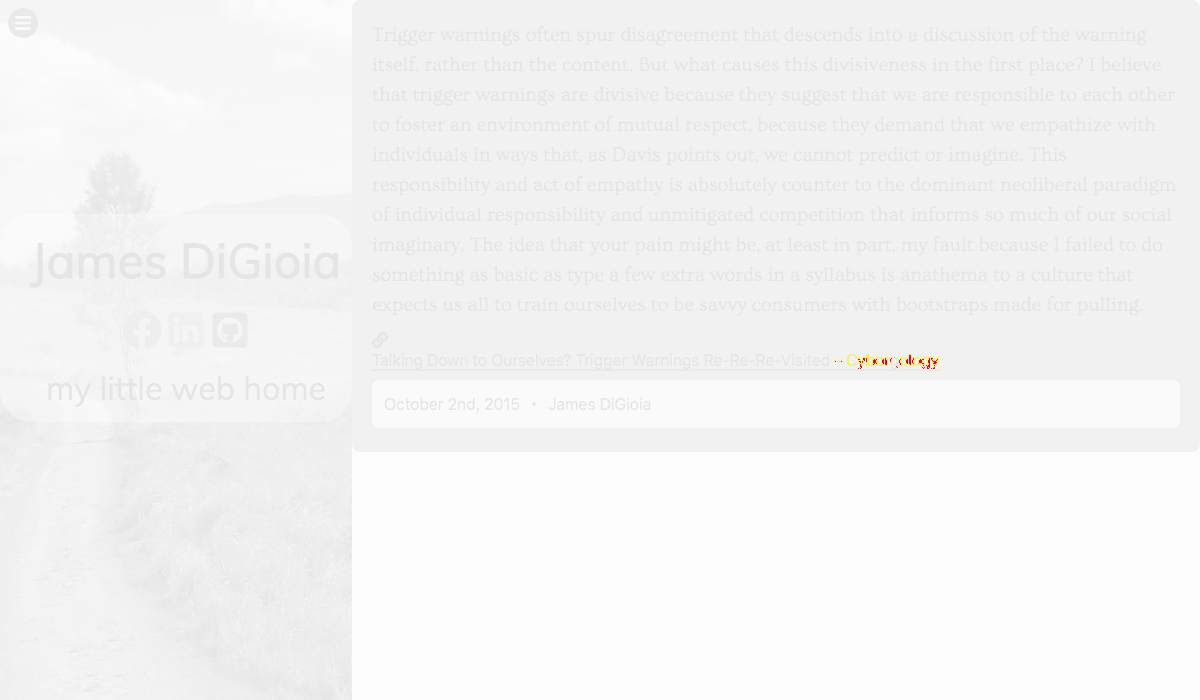 James DiGioia
my little web home
Trigger warnings often spur disagreement that descends into a discussion of the warning
itself, rather than the content. But what causes this divisiveness in the first place? I believe
that trigger warnings are divisive because they suggest that we are responsible to each other
to foster an environment of mutual respect, because they demand that we empathize with
individuals in ways that, as Davis points out, we cannot predict or imagine. This
responsibility and act of empathy is absolutely counter to the dominant neoliberal paradigm
of individual responsibility and unmitigated competition that informs so much of our social
imaginary. The idea that your pain might be, at least in part, my fault because I failed to do
something as basic as type a few extra words in a syllabus is anathema to a culture that
expects us all to train ourselves to be savvy consumers with bootstraps made for pulling.
Talking Down to Ourselves? Trigger Warnings Re-Re-Re-Visited
October 2nd, 2015 • James DiGioia